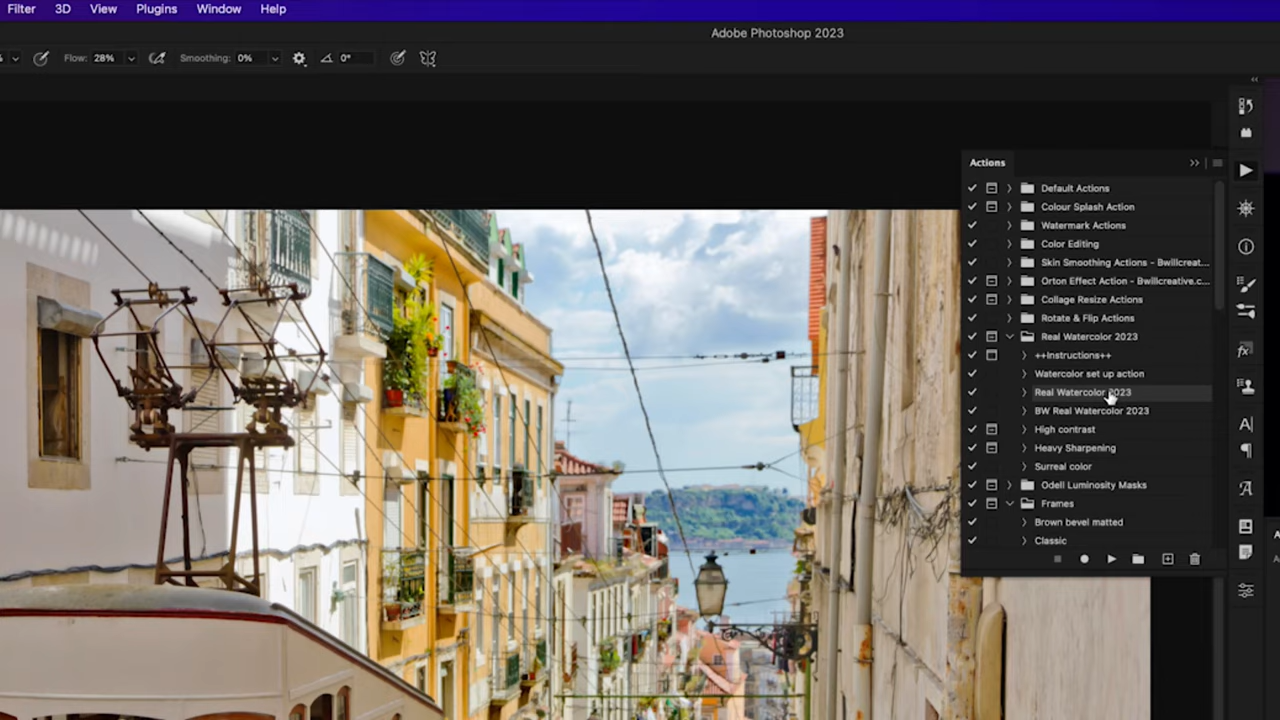 Filter 3D View Plugins Window Help
Adobe Photoshop 2023
% Flow: 28% Smoothing: 0% 0°
Actions
Default Actions
Colour Splash Action
Watermark Actions
Color Editing
Skin Smoothing Actions - Bwillcreat...
Orton Effect Action - Bwillcreative.c...
Collage Resize Actions
Rotate & Flip Actions
Real Watercolor 2023
++Instructions++
Watercolor set up action
Real Watercolor 2023
BW Real Watercolor 2023
High contrast
Heavy Sharpening
Surreal color
Odell Luminosity Masks
Frames
Brown bevel matted
Classic